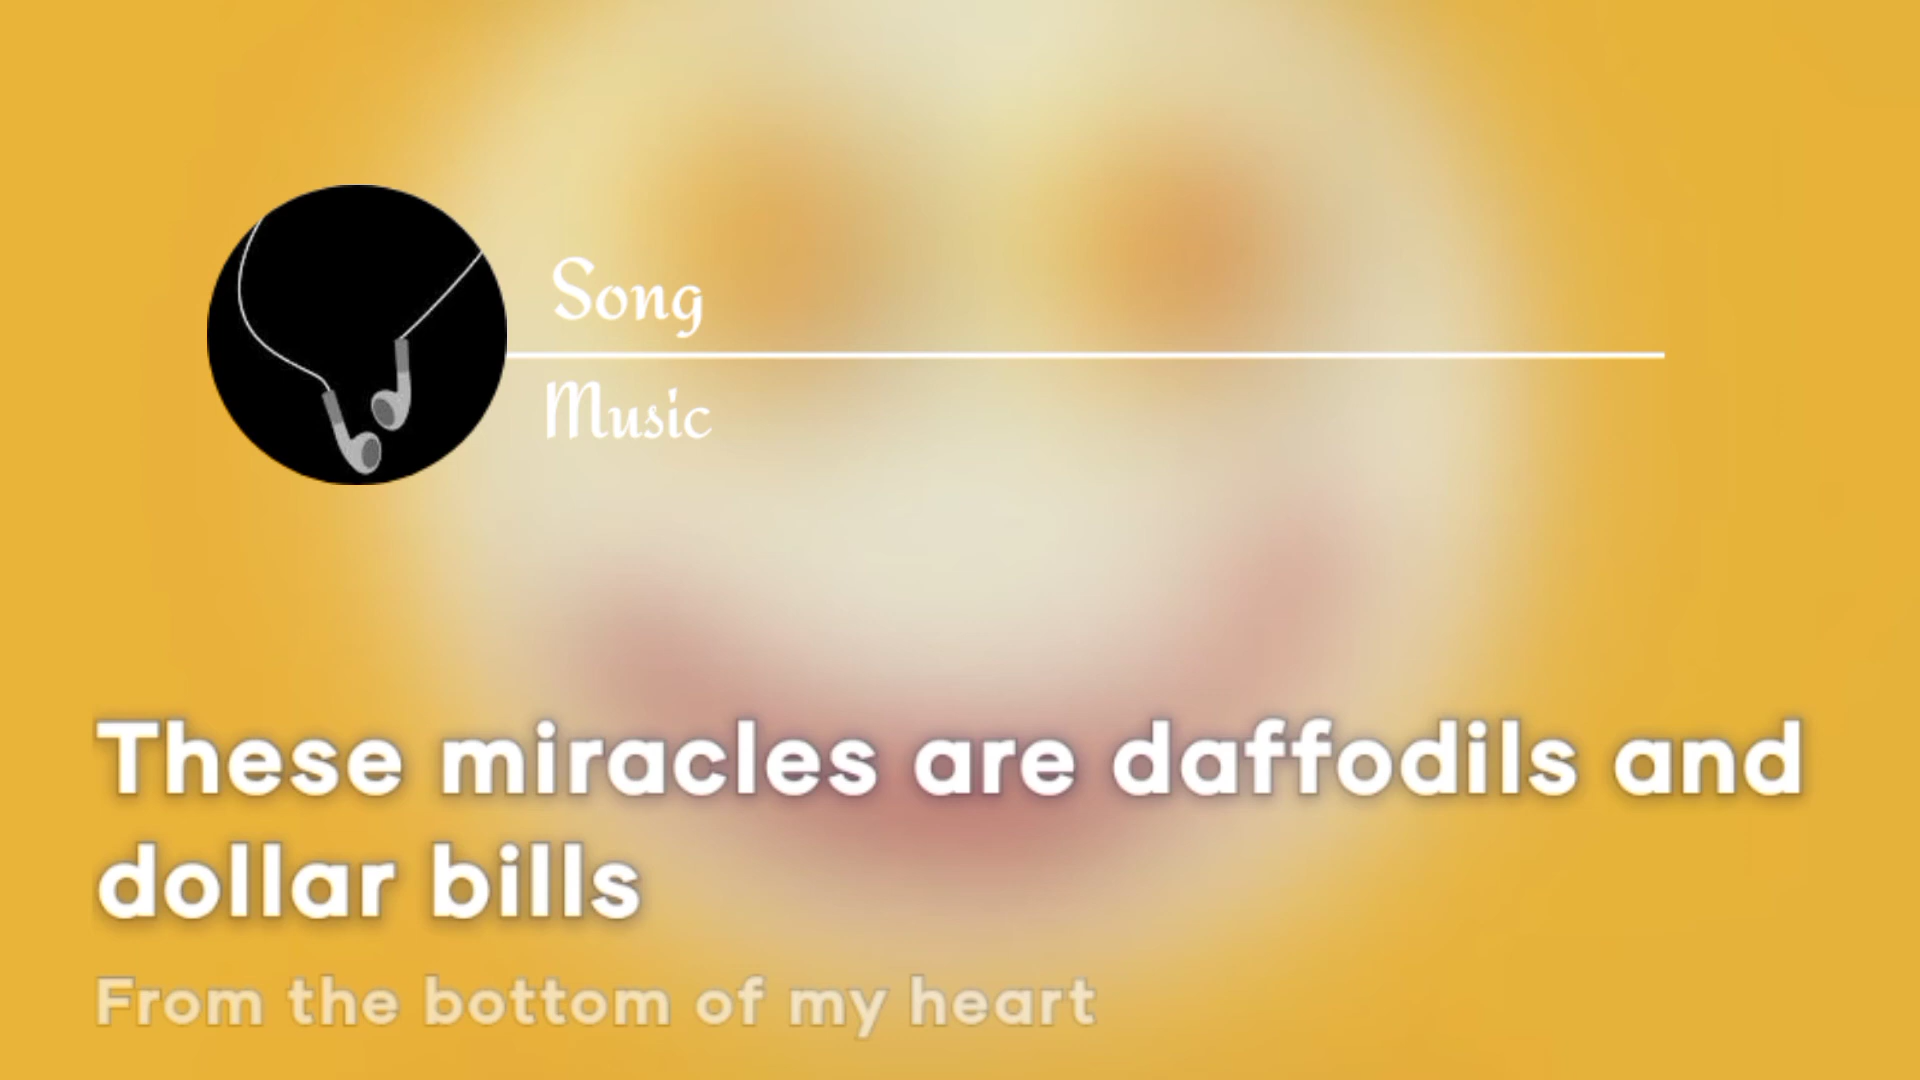 Song
Music
These miracles are daffodils and
dollar bills
From the bottom of my heart